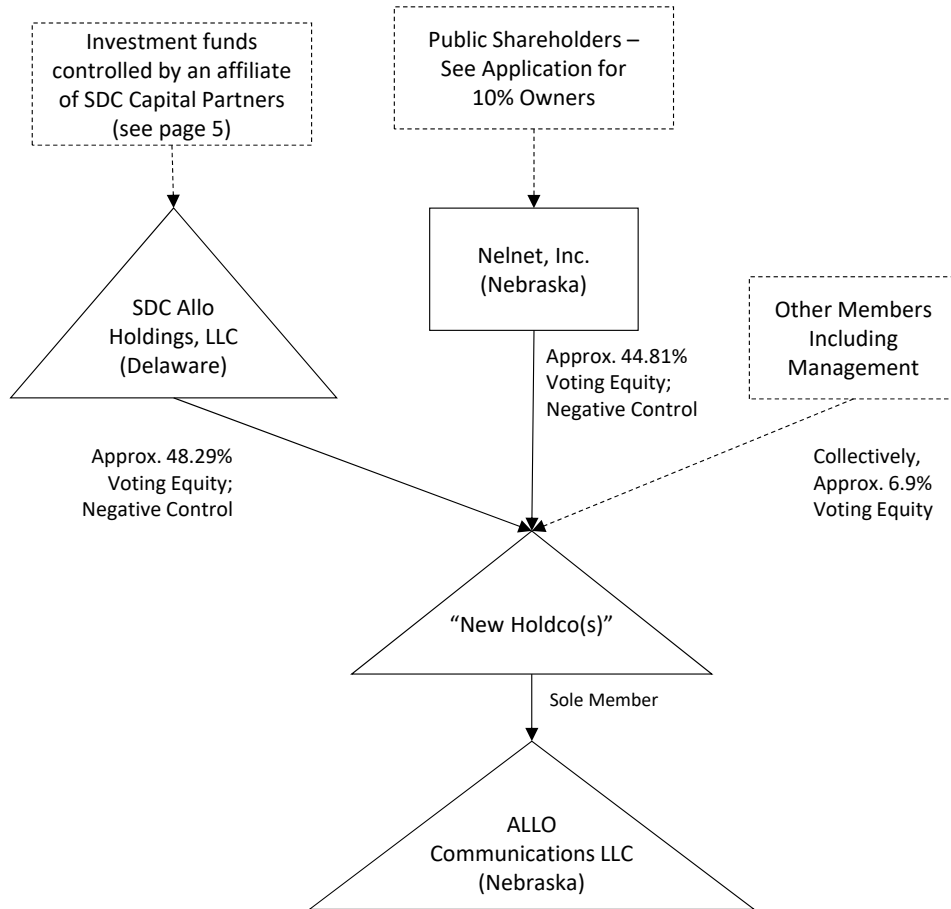 Investment funds
controlled by an affiliate
of SDC Capital Partners
(see page 5)
Public Shareholders –
See Application for
10% Owners
SDC Allo
Holdings, LLC
(Delaware)
Nelnet, Inc.
(Nebraska)
Other Members
Including
Management
Approx. 48.29%
Voting Equity;
Negative Control
Approx. 44.81%
Voting Equity;
Negative Control
Collectively,
Approx. 6.9%
Voting Equity
“New Holdco(s)”
Sole Member
ALLO
Communications LLC
(Nebraska)